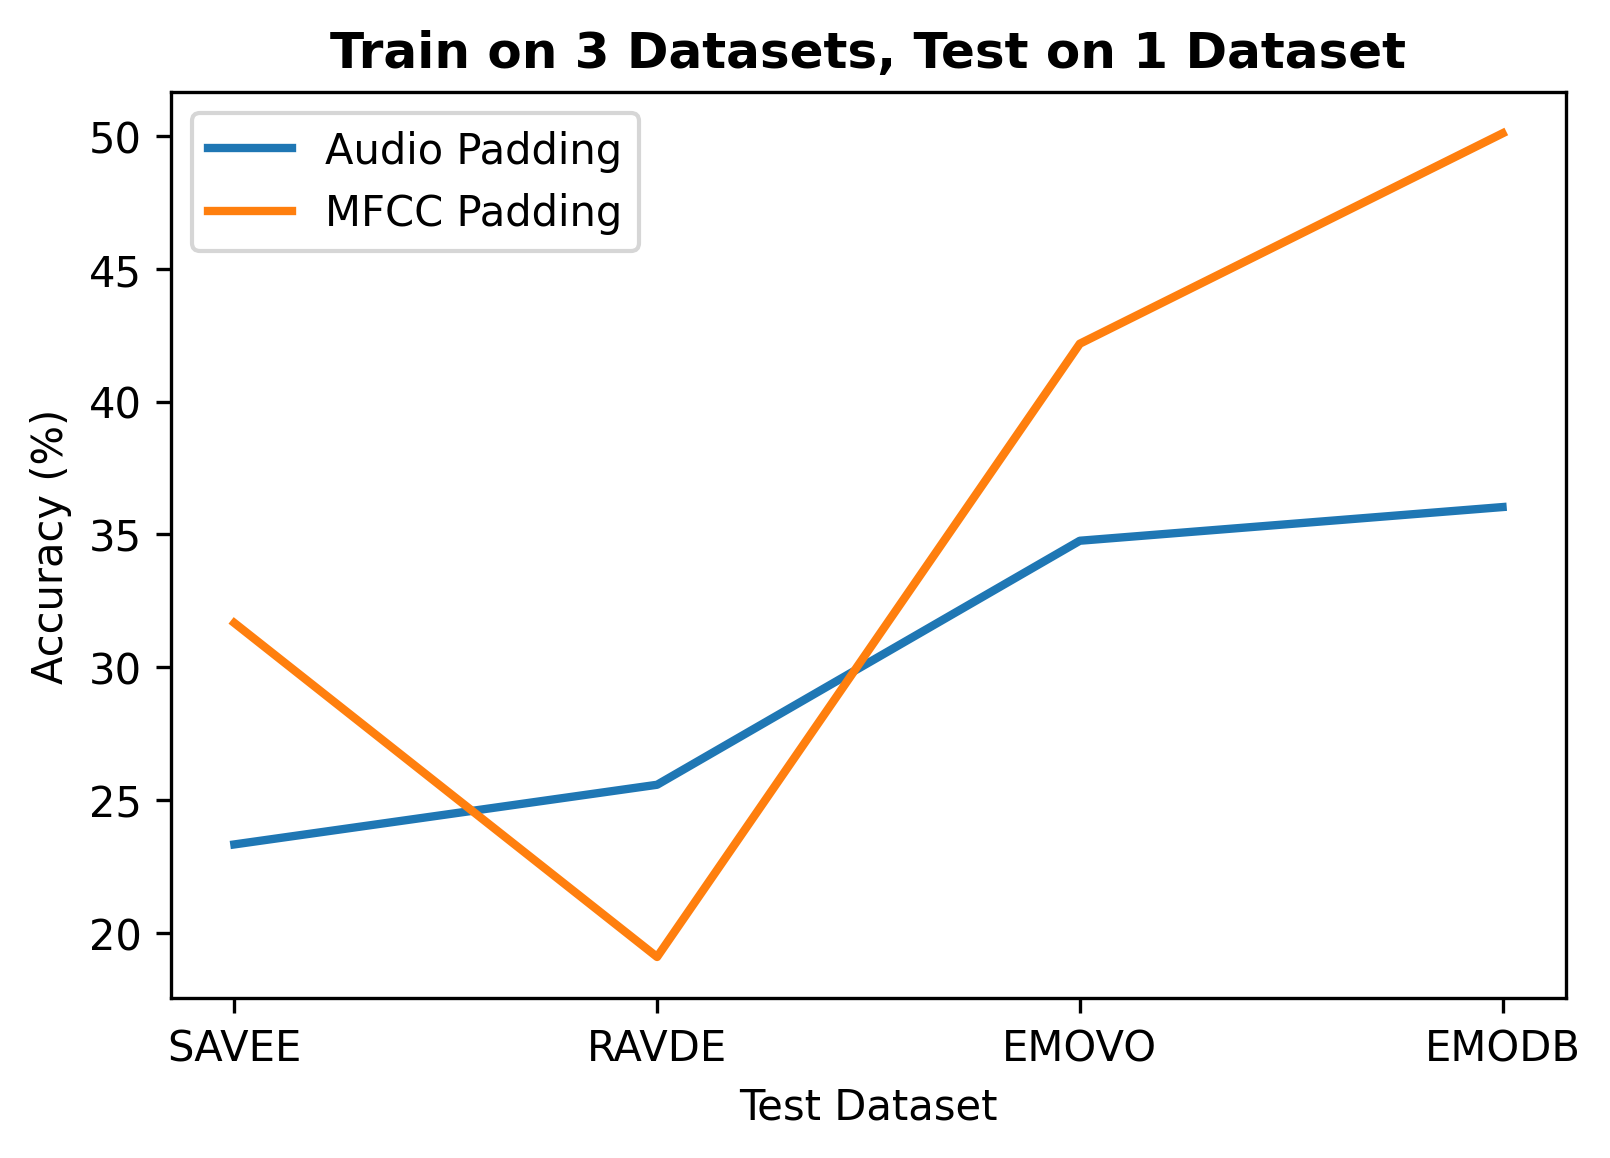 Train on 3 Datasets, Test on 1 Dataset
Audio Padding
MFCC Padding
50
45
40
35
30
25
20
Accuracy (%)
SAVEE RAVDE EMOVO EMODB
Test Dataset